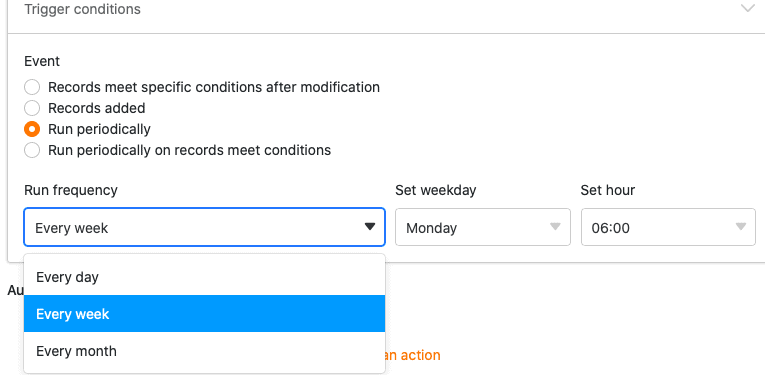 Trigger conditions
Event
Records meet specific conditions after modification
Records added
Run periodically
Run periodically on records meet conditions
Run frequency Set weekday Set hour
Every week Monday 06:00
Every day
Au
Every week
Every month
an action